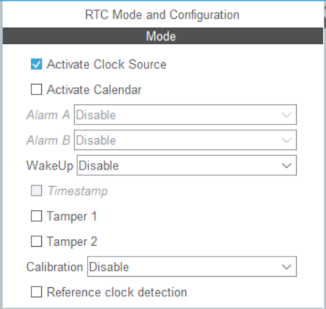 RTC Mode and Configuration
Mode
Activate Clock Source
Activate Calendar
Alarm A Disable
Alarm B Disable
WakeUp Disable
Timestamp
Tamper 1
Tamper 2
Calibration Disable
Reference clock detection